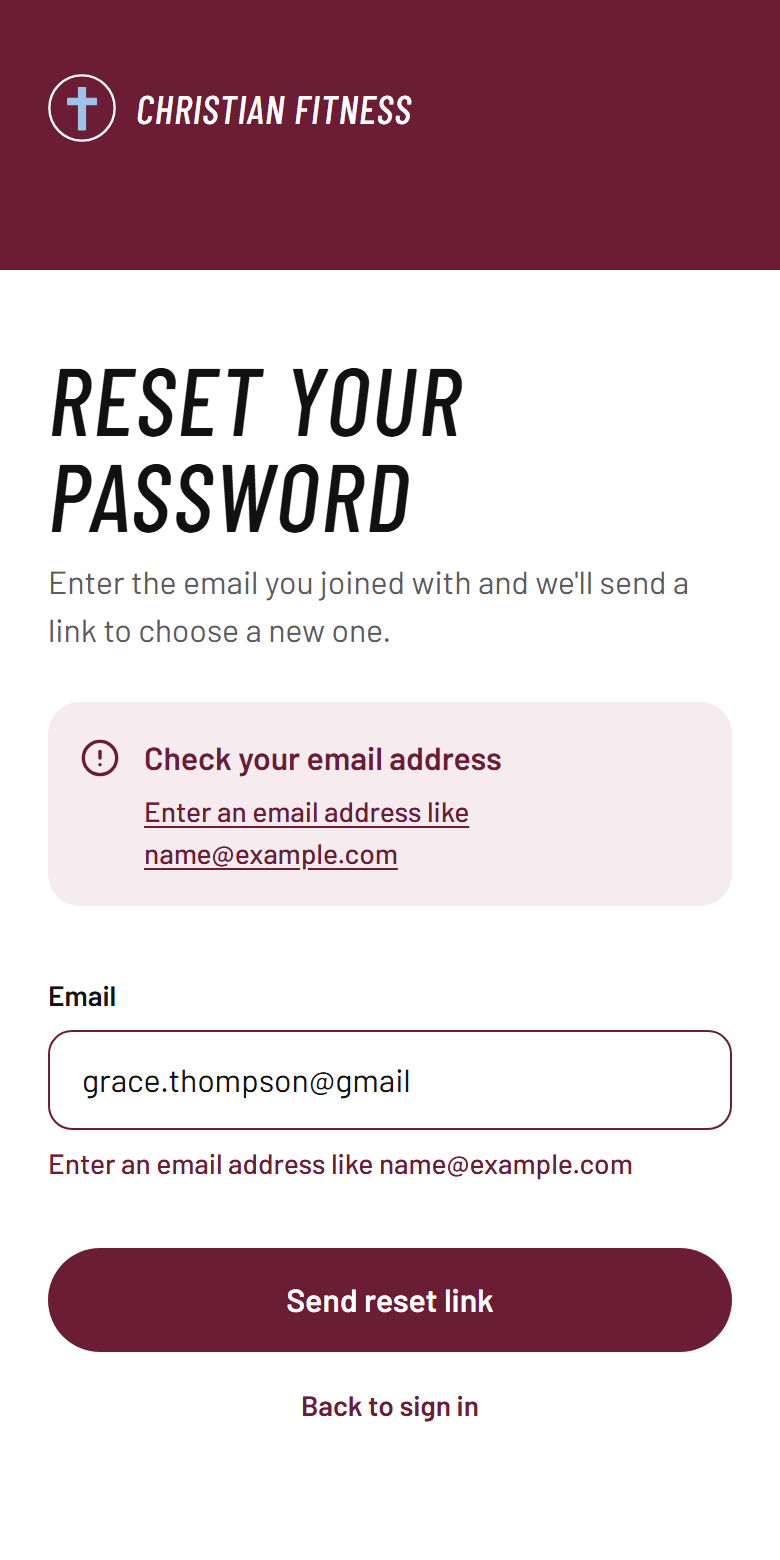 CHRISTIAN FITNESS
RESET YOUR
PASSWORD
Enter the email you joined with and we'll send a
link to choose a new one.
Check your email address
Enter an email address like
name@example.com
Email
grace.thompson@gmail
Enter an email address like name@example.com
Send reset link
Back to sign in